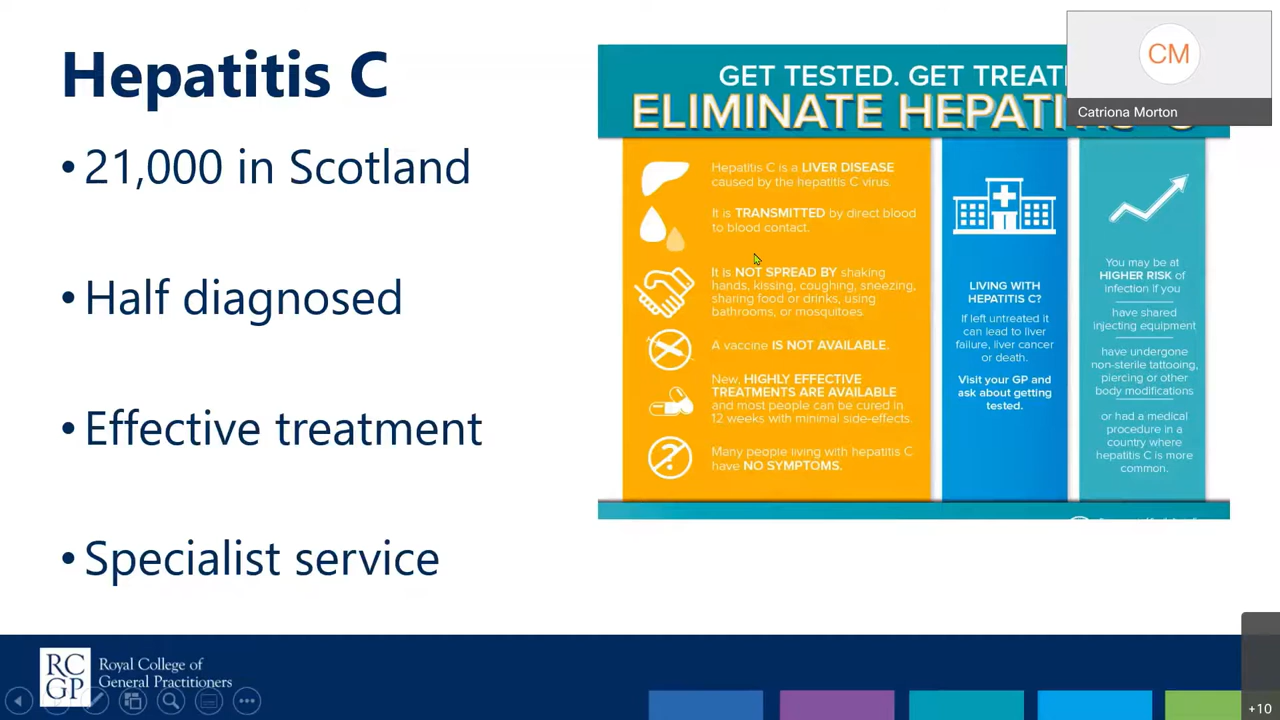 Hepatitis C
• 21,000 in Scotland
• Half diagnosed
• Effective treatment
• Specialist service
GET TESTED. GET
ELIMINATE
Hepatitis C is a LIVER DISEASE
caused by the hepatitis C virus.
It is TRANSMITTED by direct blood
to blood contact.
It is NOT SPREAD BY shaking
hands, kissing, coughing, sneezing,
sharing food or drinks, using
bathrooms, or mosquitoes.
A vaccine IS NOT AVAILABLE.
New, HIGHLY EFFECTIVE
TREATMENTS ARE AVAILABLE
and most people can be cured in
12 weeks with minimal side-effects.
Many people living with hepatitis C
have NO SYMPTOMS.
LIVING WITH
HEPATITIS C?
If left untreated it
can lead to liver
failure, liver cancer
or death.
Visit your GP and
ask about getting
tested.
You may be at
HIGHER RISK of
infection if you
have shared
injecting equipment
have undergone
non-sterile tattooing,
piercing or other
body modifications
or had a medical
procedure in a
country where
hepatitis C is more
common.
CM
Catriona Morton
RC
GP
Royal College of
General Practitioners
+10